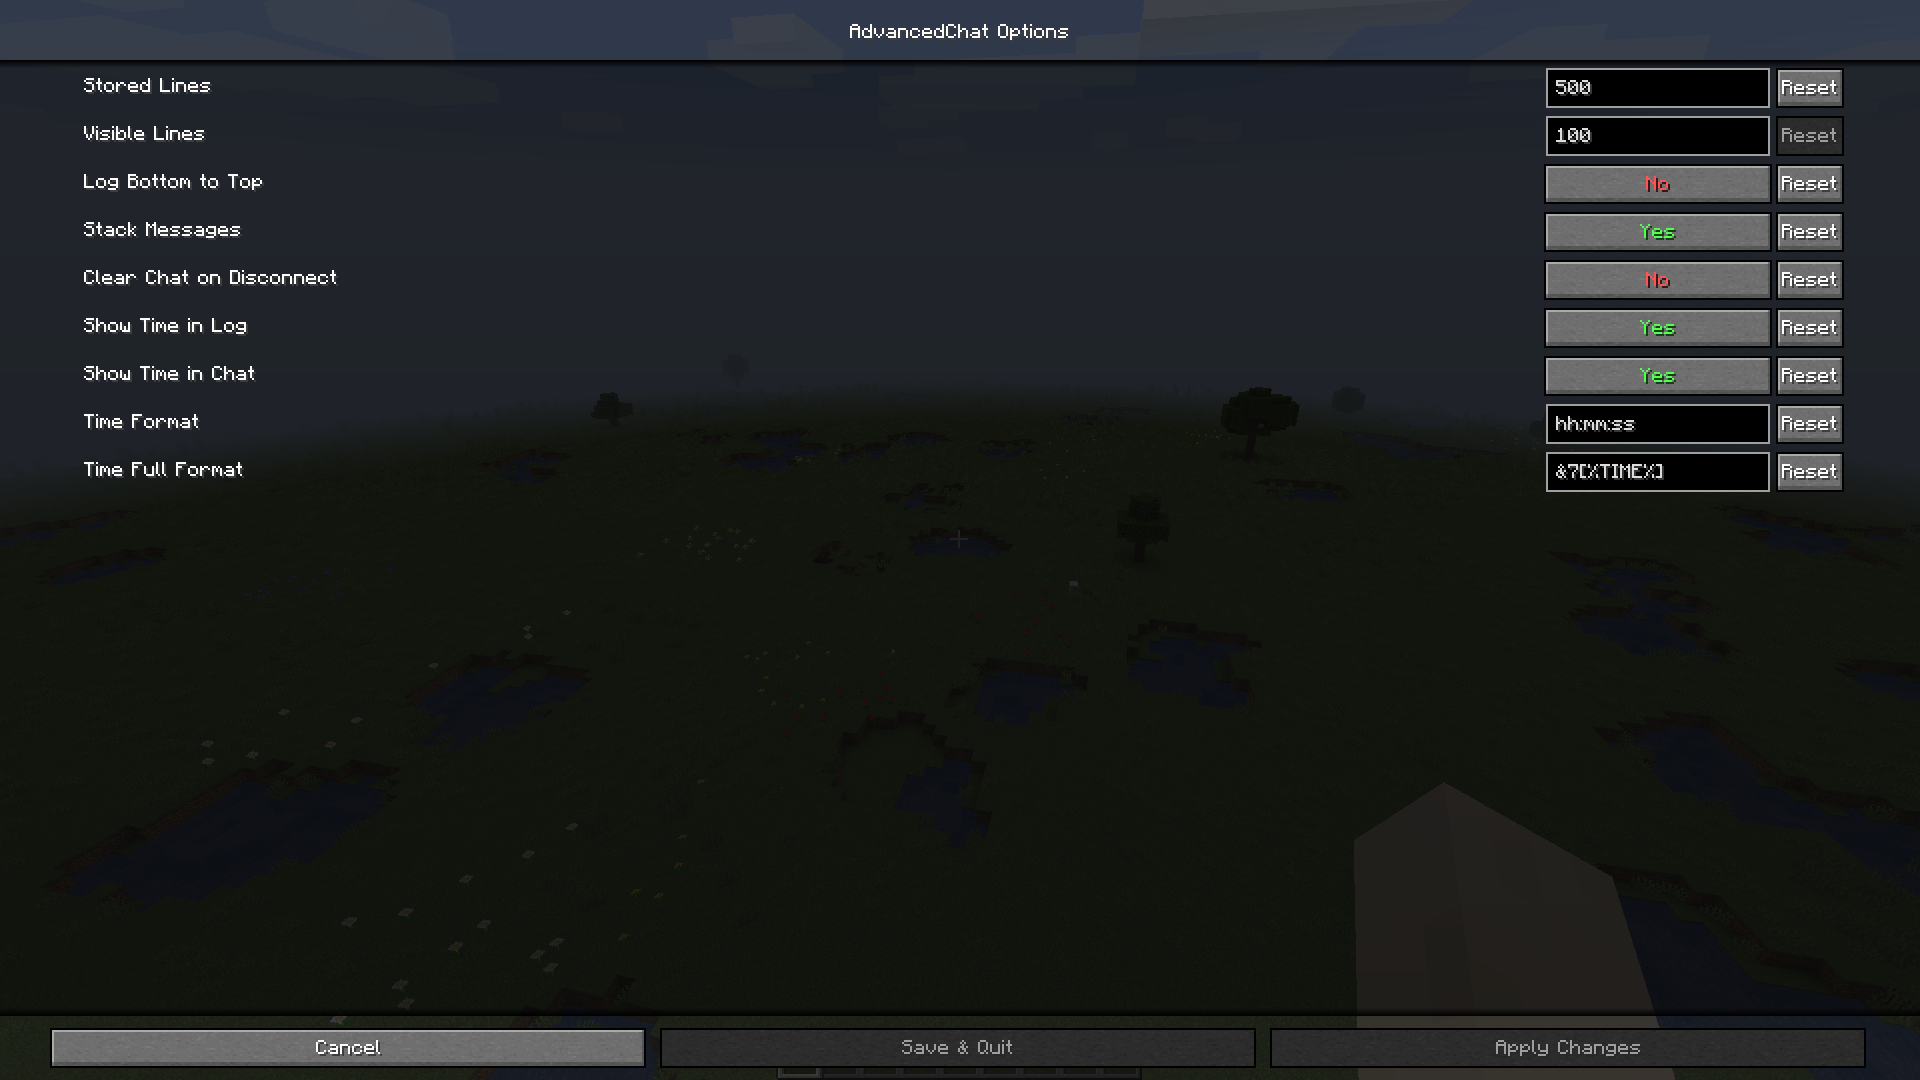 AdvancedChat Options
Stored Lines 500 Reset
Visible Lines 100 Reset
Log Bottom to Top No Reset
Stack Messages Yes Reset
Clear Chat on Disconnect No Reset
Show Time in Log Yes Reset
Show Time in Chat Yes Reset
Time Format hh:mm:ss Reset
Time Full Format &7[%TIME%] Reset
Cancel Save & Quit Apply Changes